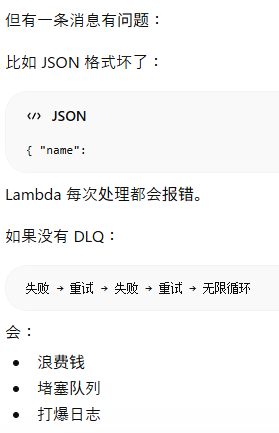 但有一条消息有问题：
比如 JSON 格式坏了：
</> JSON
{ "name":
Lambda 每次处理都会报错。
如果没有 DLQ：
失败 → 重试 → 失败 → 重试 → 无限循环
会：
• 浪费钱
• 堵塞队列
• 打爆日志